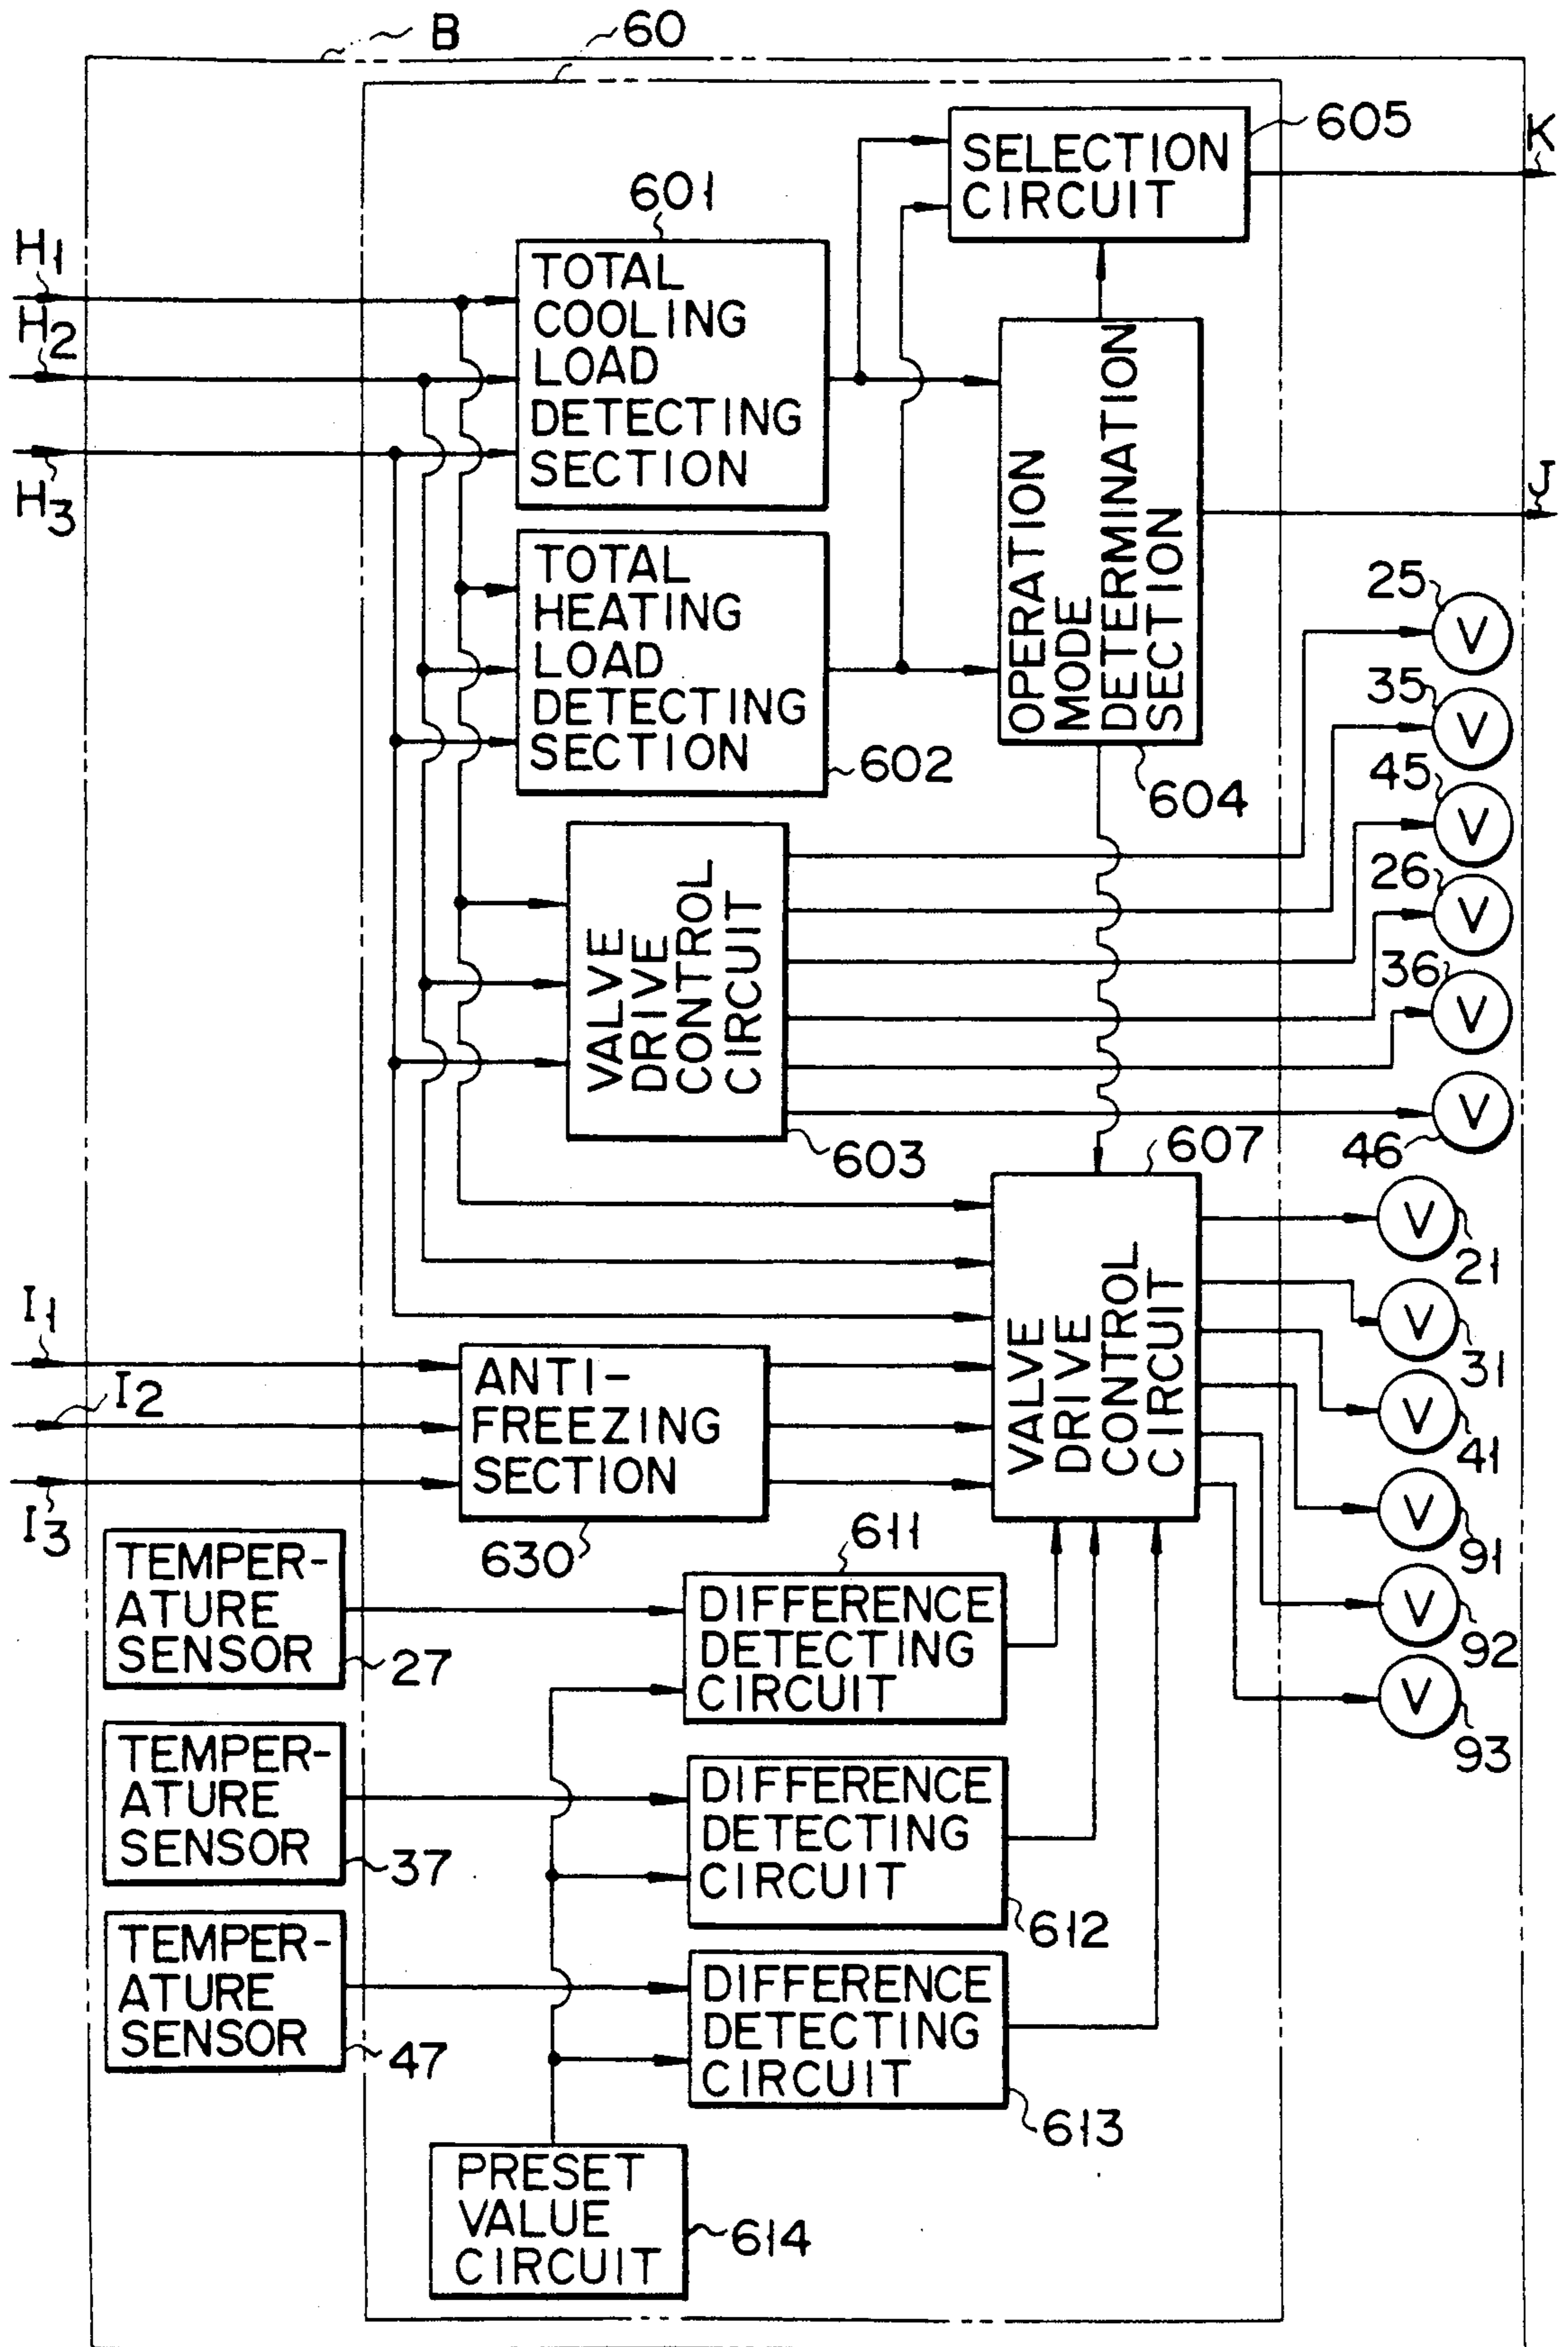 B
60
605
K
SELECTION
CIRCUIT
601
H1
H2
H3
TOTAL
COOLING
LOAD
DETECTING
SECTION
OPERATION
MODE
DETERMINATION
SECTION
604
J
TOTAL
HEATING
LOAD
DETECTING
SECTION
602
25
V
35
V
45
V
26
V
36
V
46
V
VALVE
DRIVE
CONTROL
CIRCUIT
603
607
VALVE
DRIVE
CONTROL
CIRCUIT
V
21
V
31
V
41
V
91
V
92
V
93
I1
I2
I3
ANTI-
FREEZING
SECTION
630
TEMPER-
ATURE
SENSOR
27
611
DIFFERENCE
DETECTING
CIRCUIT
TEMPER-
ATURE
SENSOR
37
DIFFERENCE
DETECTING
CIRCUIT
612
TEMPER-
ATURE
SENSOR
47
DIFFERENCE
DETECTING
CIRCUIT
613
PRESET
VALUE
CIRCUIT
614